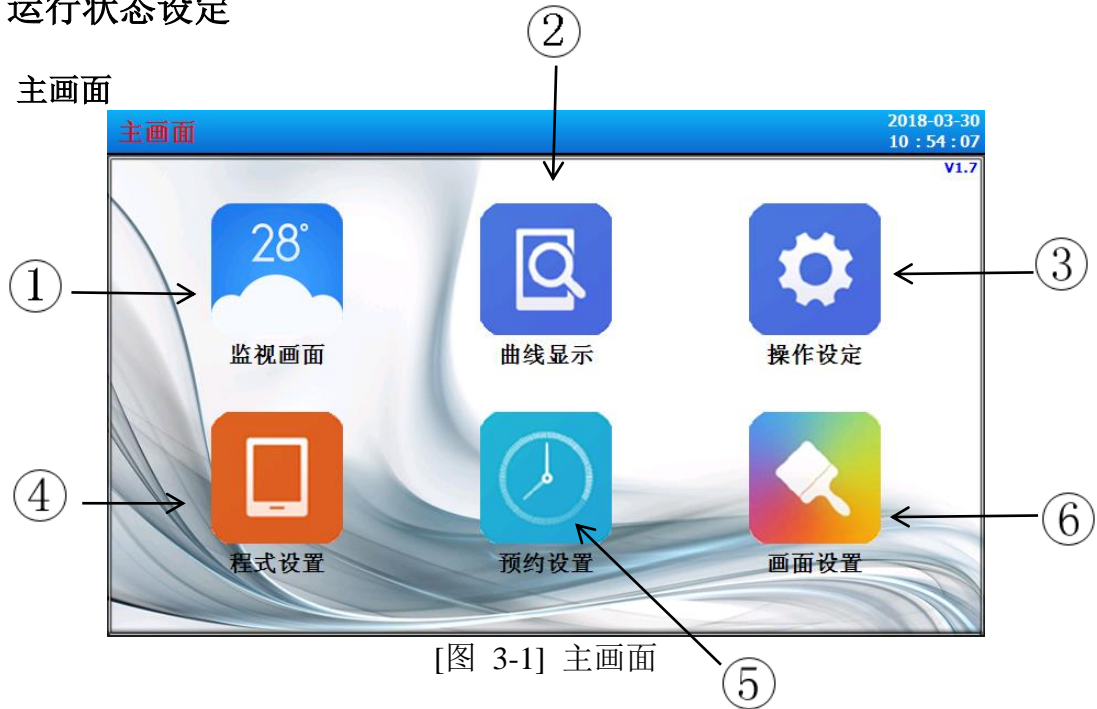 运行状态设定
②
主画面
主画面
2018-03-30
10 : 54 : 07
V1.7
28°
①
③
监视画面
曲线显示
操作设定
④
⑥
程式设置
预约设置
画面设置
[图 3-1] 主画面
⑤